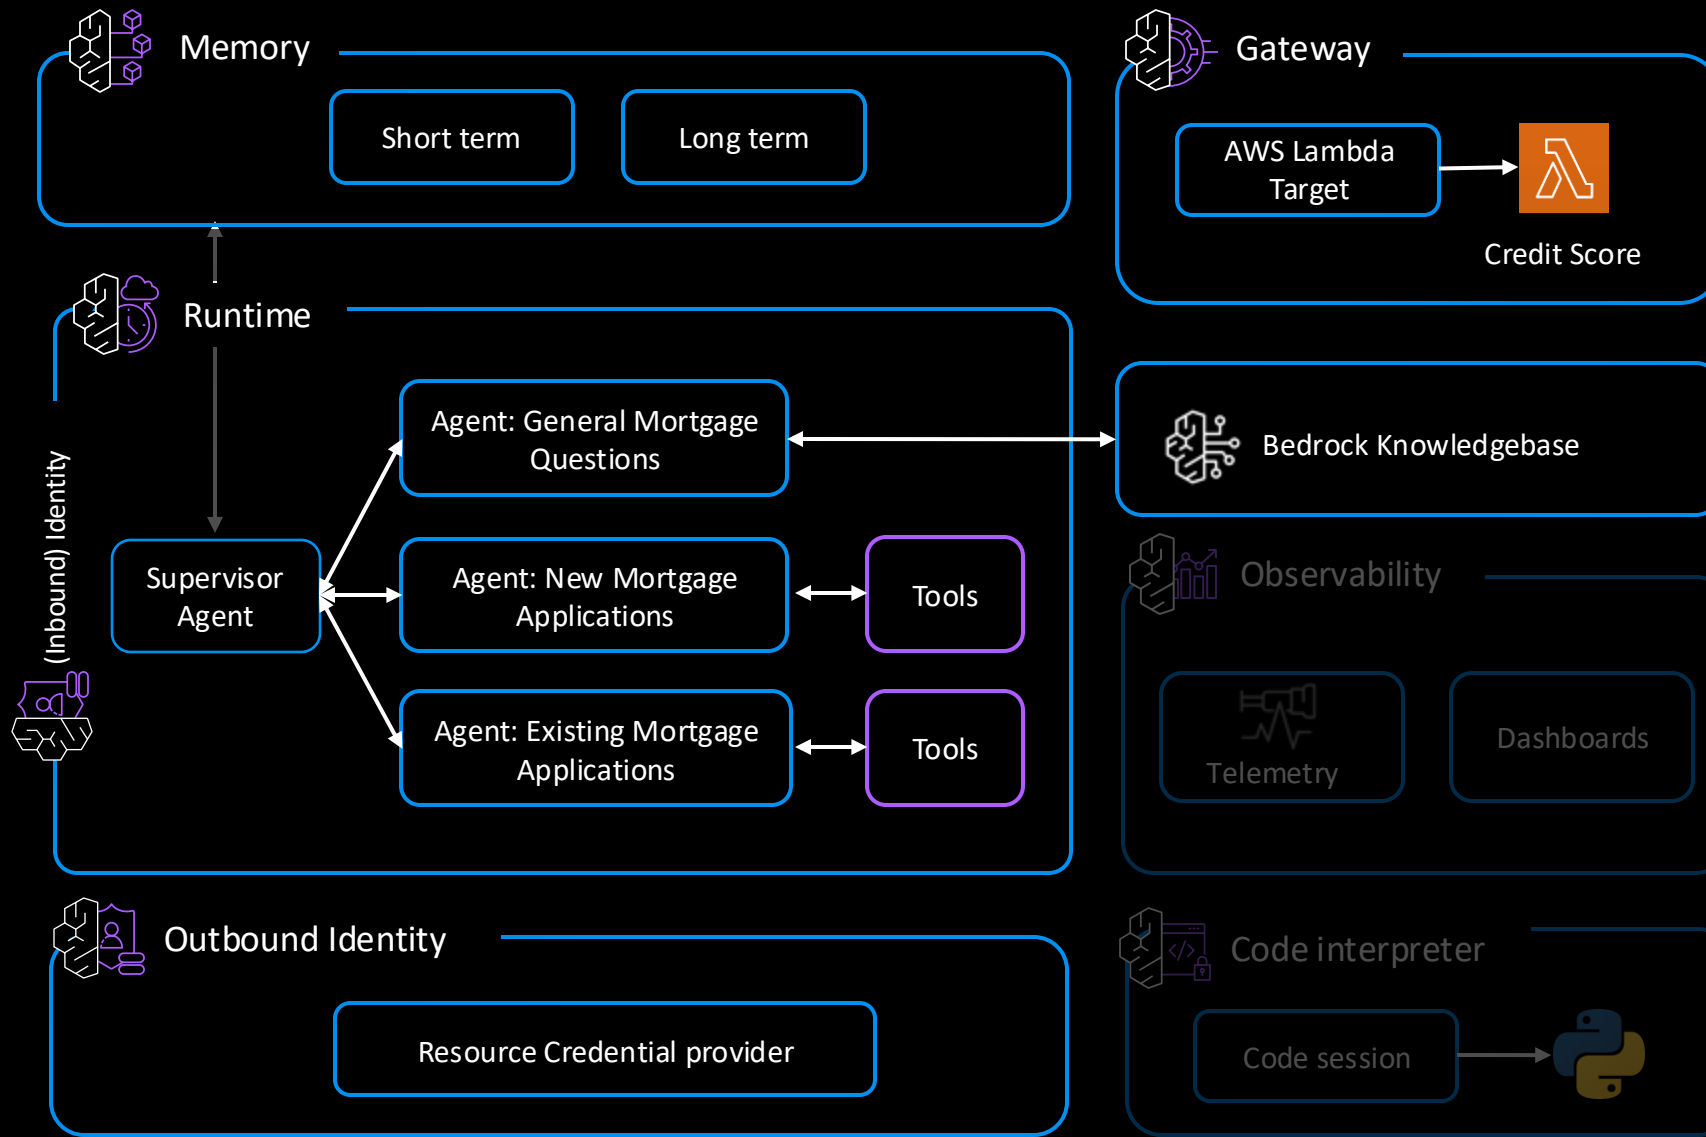 Memory
Short term
Long term
Gateway
AWS Lambda
Target
Credit Score
Runtime
(Inbound) Identity
Supervisor
Agent
Agent: General Mortgage
Questions
Agent: New Mortgage
Applications
Tools
Agent: Existing Mortgage
Applications
Tools
Bedrock Knowledgebase
Observability
Telemetry
Dashboards
Outbound Identity
Resource Credential provider
Code interpreter
Code session